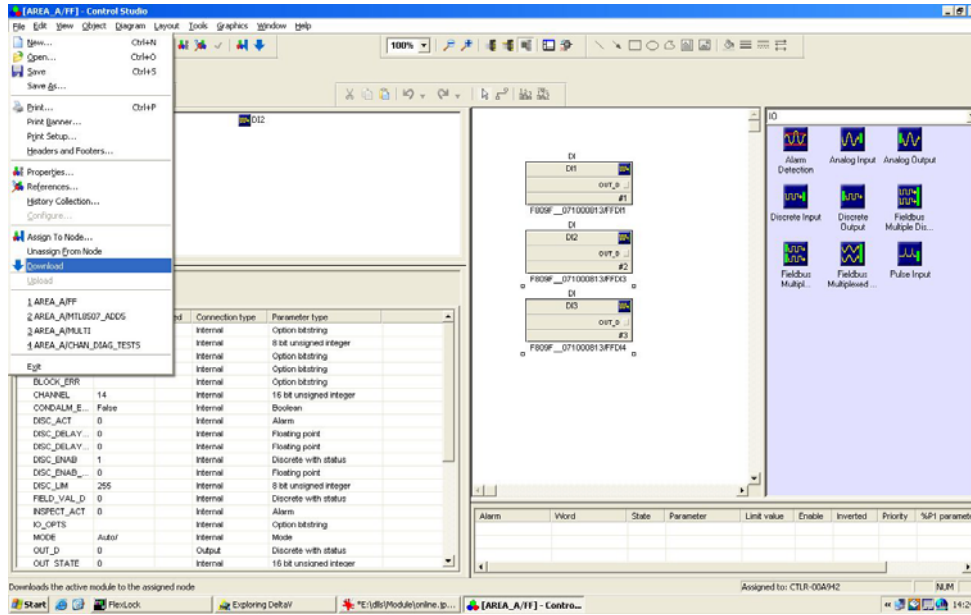 [AREA_A/FF] - Control Studio
File Edit View Object Diagram Layout Tools Graphics Window Help
New... Ctrl+N
Open... Ctrl+O
Save Ctrl+S
Save As...
Print... Ctrl+P
Print Banner...
Print Setup...
Headers and Footers...
Properties...
References...
History Collection...
Configure...
Assign To Node...
Unassign From Node
Download
Upload
1 AREA_A/FF
2 AREA_A/MTL8507_ADDS
3 AREA_A/MULTI
4 AREA_A/CHAN_DIAG_TESTS
Exit
100%
DI2
DI
DI1
OUT_D
#1
F809F__071000813/FFDI1
DI
DI2
OUT_D
#2
F809F__071000813/FFDI3
DI
DI3
OUT_D
#3
F809F__071000813/FFDI4
IO
Alarm Detection
Analog Input
Analog Output
Discrete Input
Discrete Output
Fieldbus Multiple Dis...
Fieldbus Multipl...
Fieldbus Multiplexed ...
Pulse Input
ed Connection type Parameter type
Internal Option bitstring
Internal 8 bit unsigned integer
Internal Option bitstring
Internal Option bitstring
BLOCK_ERR Internal Option bitstring
CHANNEL 14 Internal 16 bit unsigned integer
CONDALM_E... False Internal Boolean
DISC_ACT 0 Internal Alarm
DISC_DELAY... 0 Internal Floating point
DISC_DELAY... 0 Internal Floating point
DISC_ENAB 1 Internal Discrete with status
DISC_ENAB_... 0 Internal Floating point
DISC_LIM 255 Internal 8 bit unsigned integer
FIELD_VAL_D 0 Internal Discrete with status
INSPECT_ACT 0 Internal Alarm
IO_OPTS Internal Option bitstring
MODE Auto/ Internal Mode
OUT_D 0 Output Discrete with status
OUT_STATE 0 Internal 16 bit unsigned integer
Alarm Word State Parameter Limit value Enable Inverted Priority %P1 paramet
Downloads the active module to the assigned node
Assigned to: CTLR-00A942
NUM
Start FlexLock Exploring DeltaV *E:\dlls\Module\online.jp... [AREA_A/FF] - Contro...